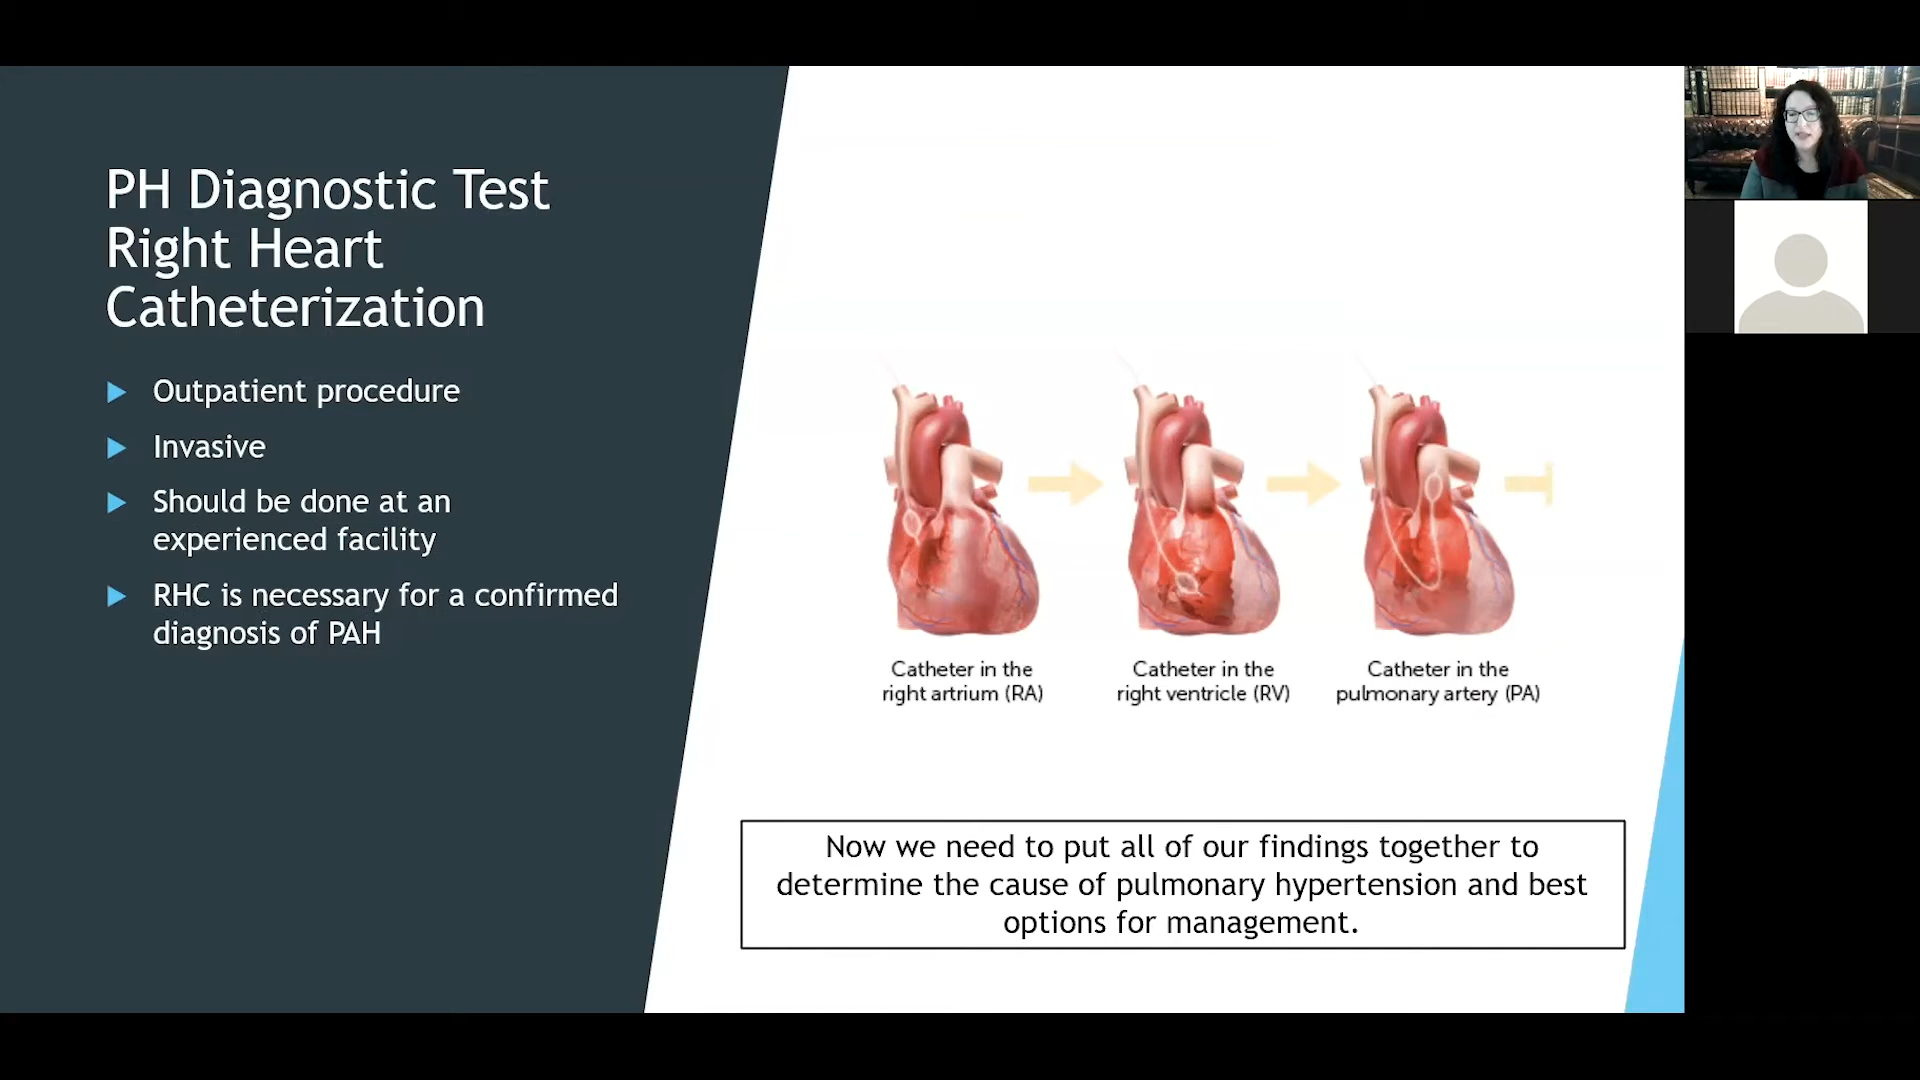 PH Diagnostic Test
Right Heart
Catheterization
Outpatient procedure
Invasive
Should be done at an
experienced facility
RHC is necessary for a confirmed
diagnosis of PAH
Catheter in the
right artrium (RA)
Catheter in the
right ventricle (RV)
Catheter in the
pulmonary artery (PA)
Now we need to put all of our findings together to
determine the cause of pulmonary hypertension and best
options for management.